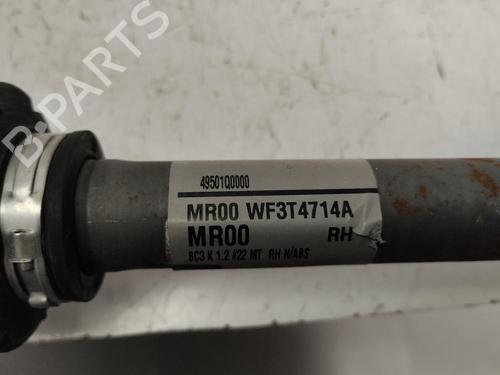 B-PARTS
49501Q0000
MR00 WF3T4714A
MR00 RH
BC3 K 1.2 #22 MT RH N/ABS